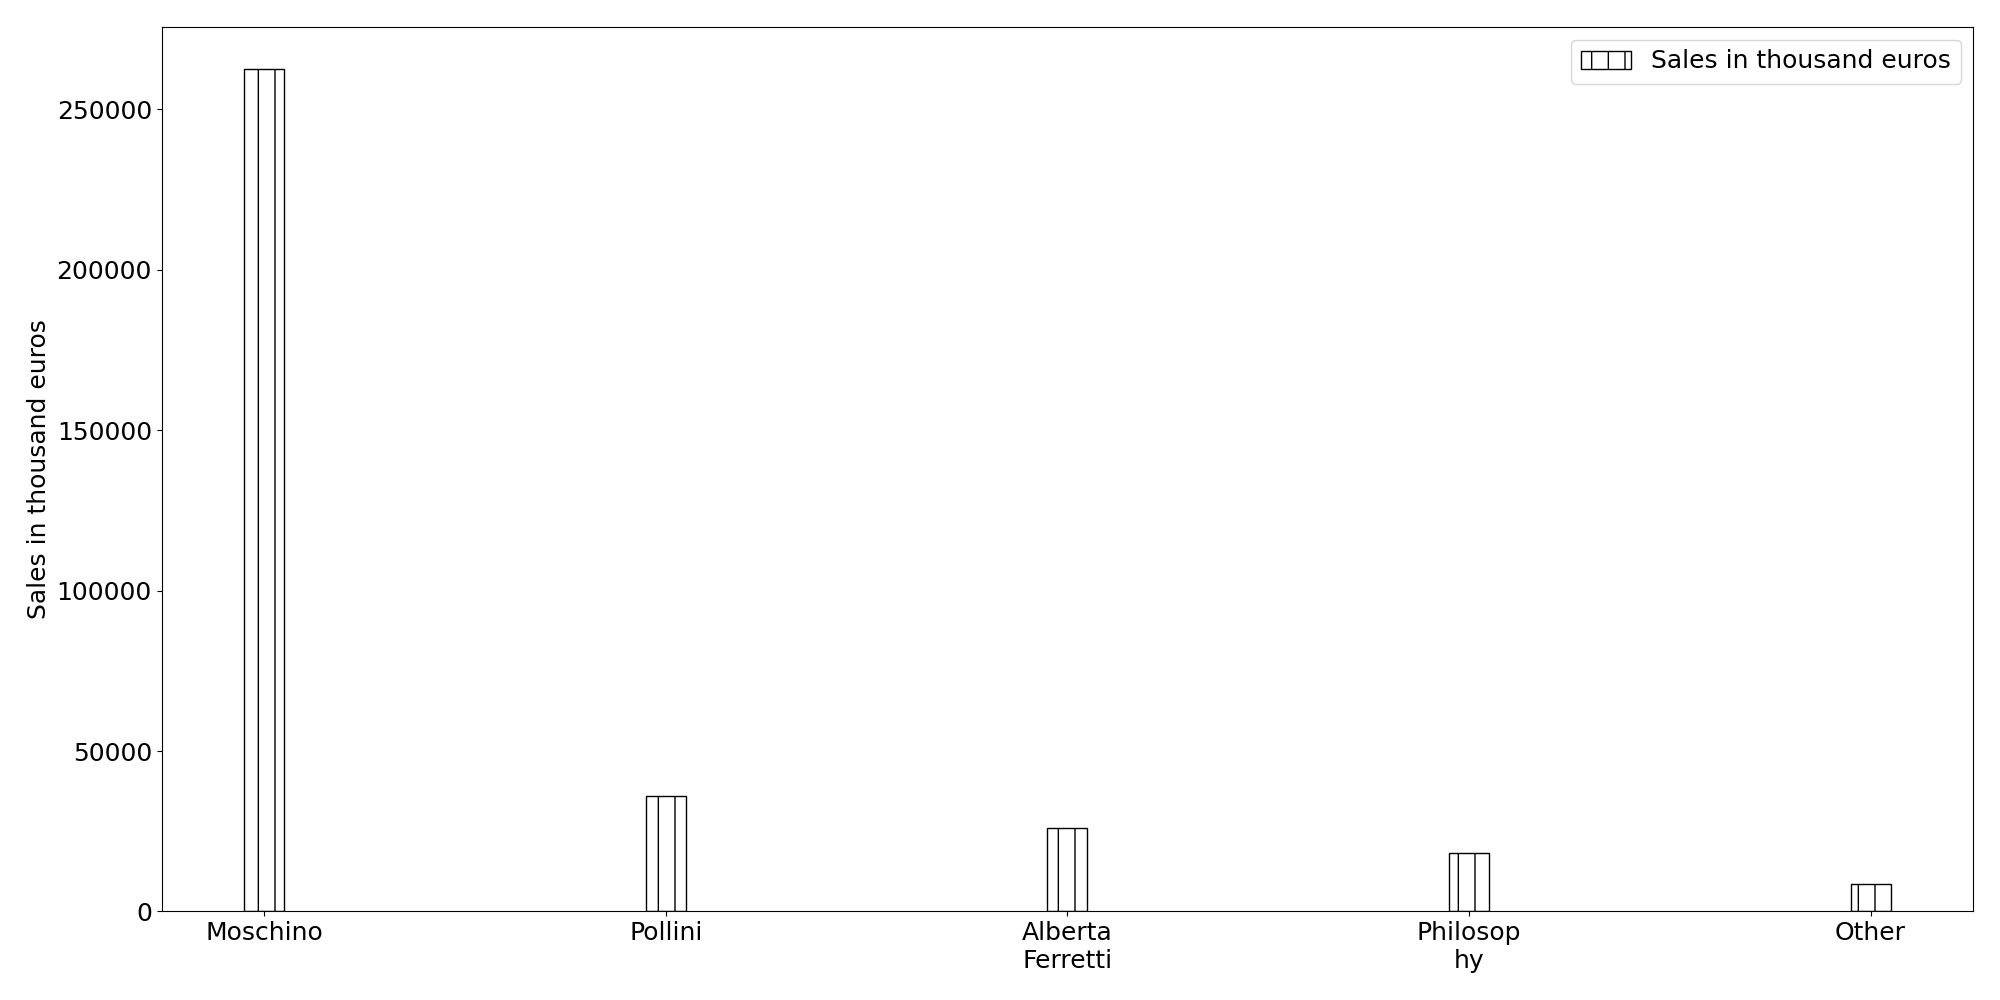 Sales in thousand euros
250000
200000
150000
100000
50000
0
Sales in thousand euros
Moschino
Pollini
Alberta
Ferretti
Philosop
hy
Other